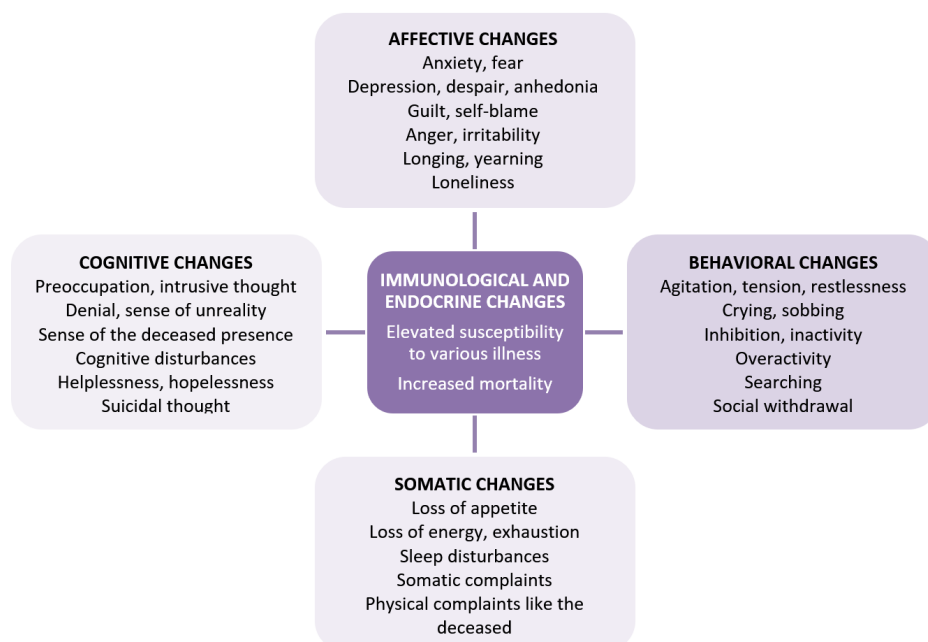 AFFECTIVE CHANGES
Anxiety, fear
Depression, despair, anhedonia
Guilt, self-blame
Anger, irritability
Longing, yearning
Loneliness
COGNITIVE CHANGES
Preoccupation, intrusive thought
Denial, sense of unreality
Sense of the deceased presence
Cognitive disturbances
Helplessness, hopelessness
Suicidal thought
IMMUNOLOGICAL AND
ENDOCRINE CHANGES
Elevated susceptibility
to various illness
Increased mortality
BEHAVIORAL CHANGES
Agitation, tension, restlessness
Crying, sobbing
Inhibition, inactivity
Overactivity
Searching
Social withdrawal
SOMATIC CHANGES
Loss of appetite
Loss of energy, exhaustion
Sleep disturbances
Somatic complaints
Physical complaints like the
deceased